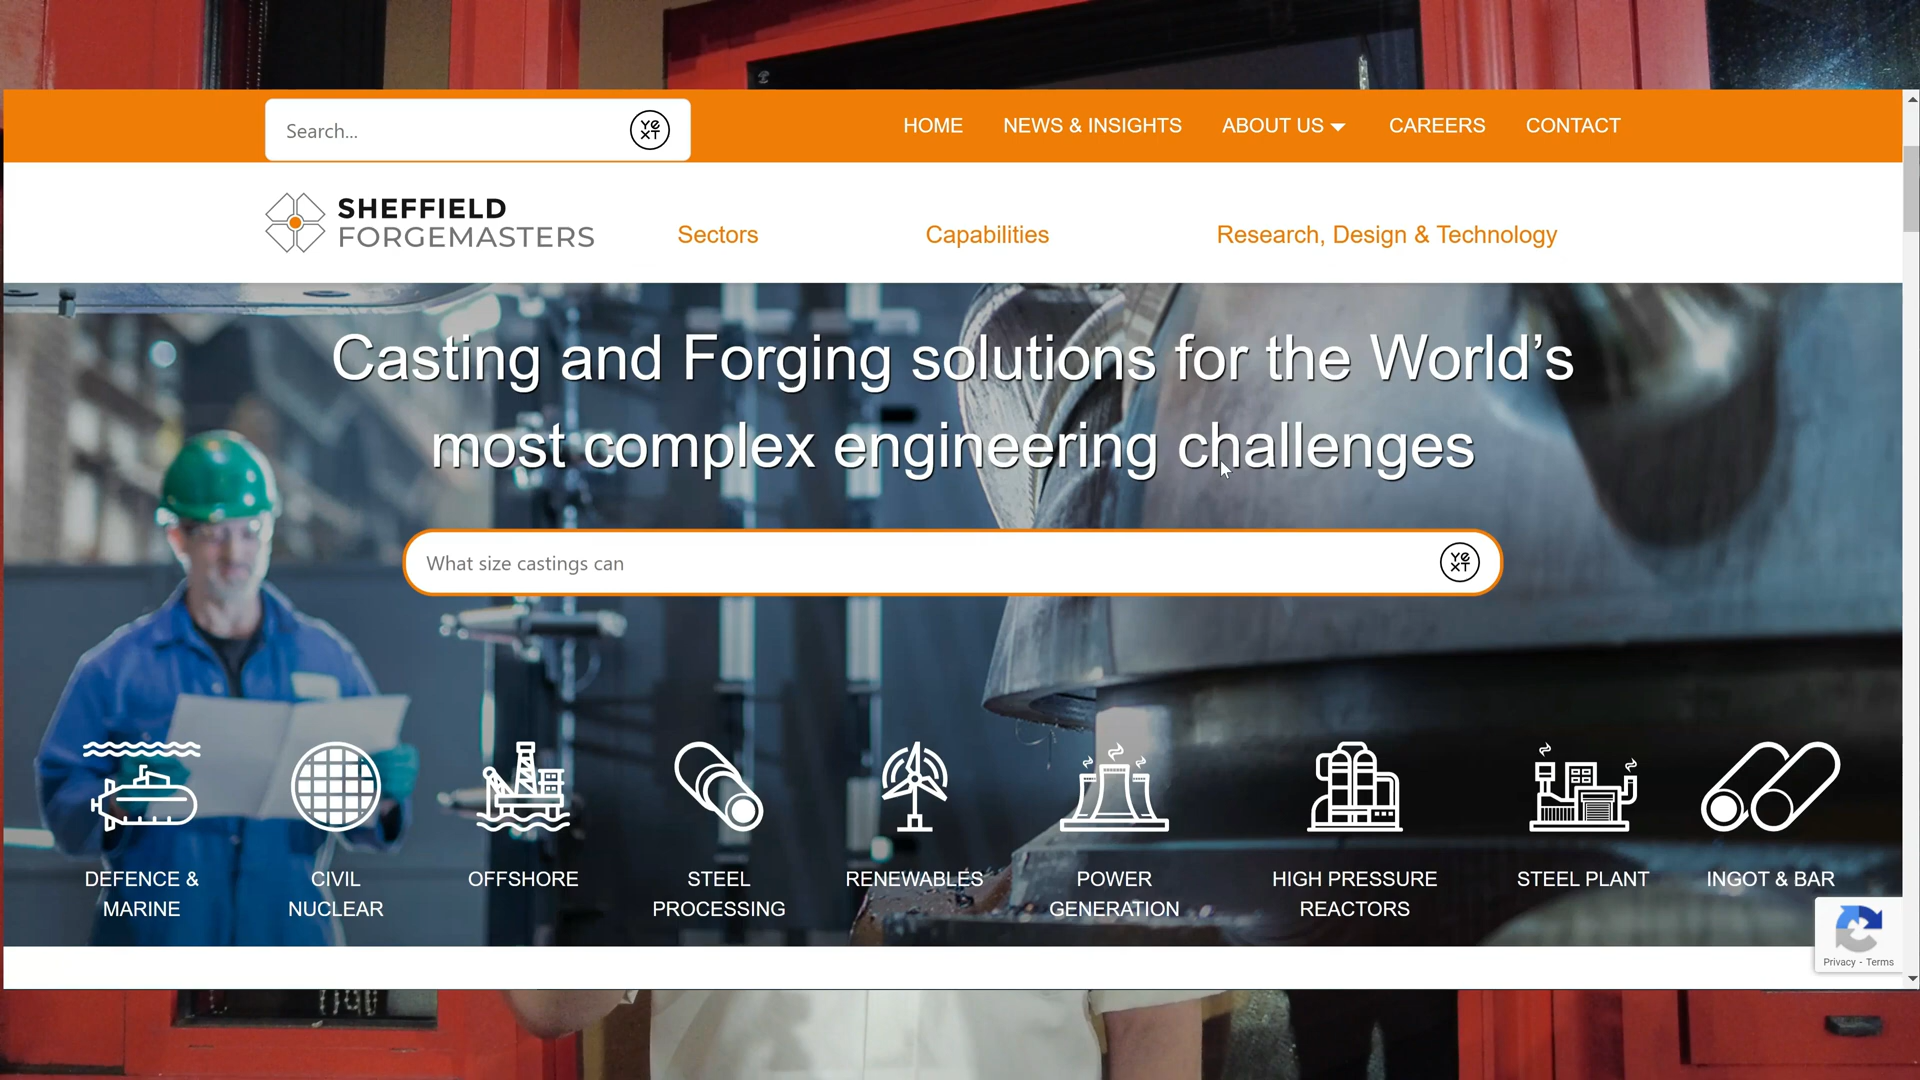 Search...
YEXT
HOME
NEWS & INSIGHTS
ABOUT US
CAREERS
CONTACT
SHEFFIELD
FORGEMASTERS
Sectors
Capabilities
Research, Design & Technology
Casting and Forging solutions for the World’s
most complex engineering challenges
What size castings can
YEXT
DEFENCE &
MARINE
CIVIL
NUCLEAR
OFFSHORE
STEEL
PROCESSING
RENEWABLES
POWER
GENERATION
HIGH PRESSURE
REACTORS
STEEL PLANT
INGOT & BAR
Privacy - Terms